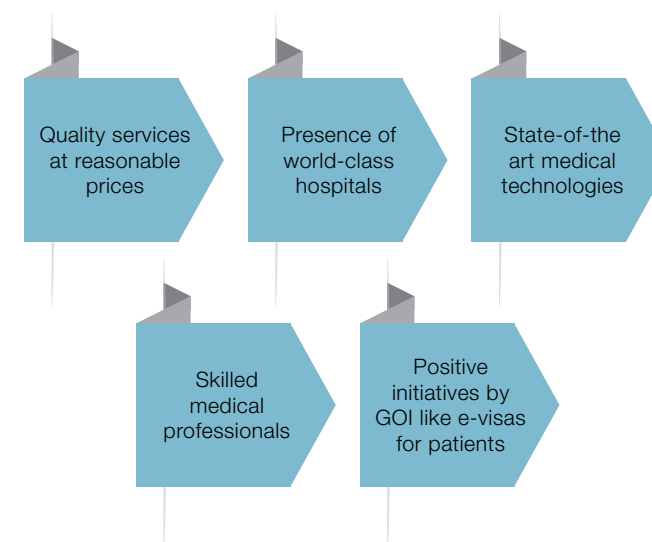 Quality services
at reasonable
prices
Presence of
world-class
hospitals
State-of-the
art medical
technologies
Skilled
medical
professionals
Positive
initiatives by
GOI like e-visas
for patients